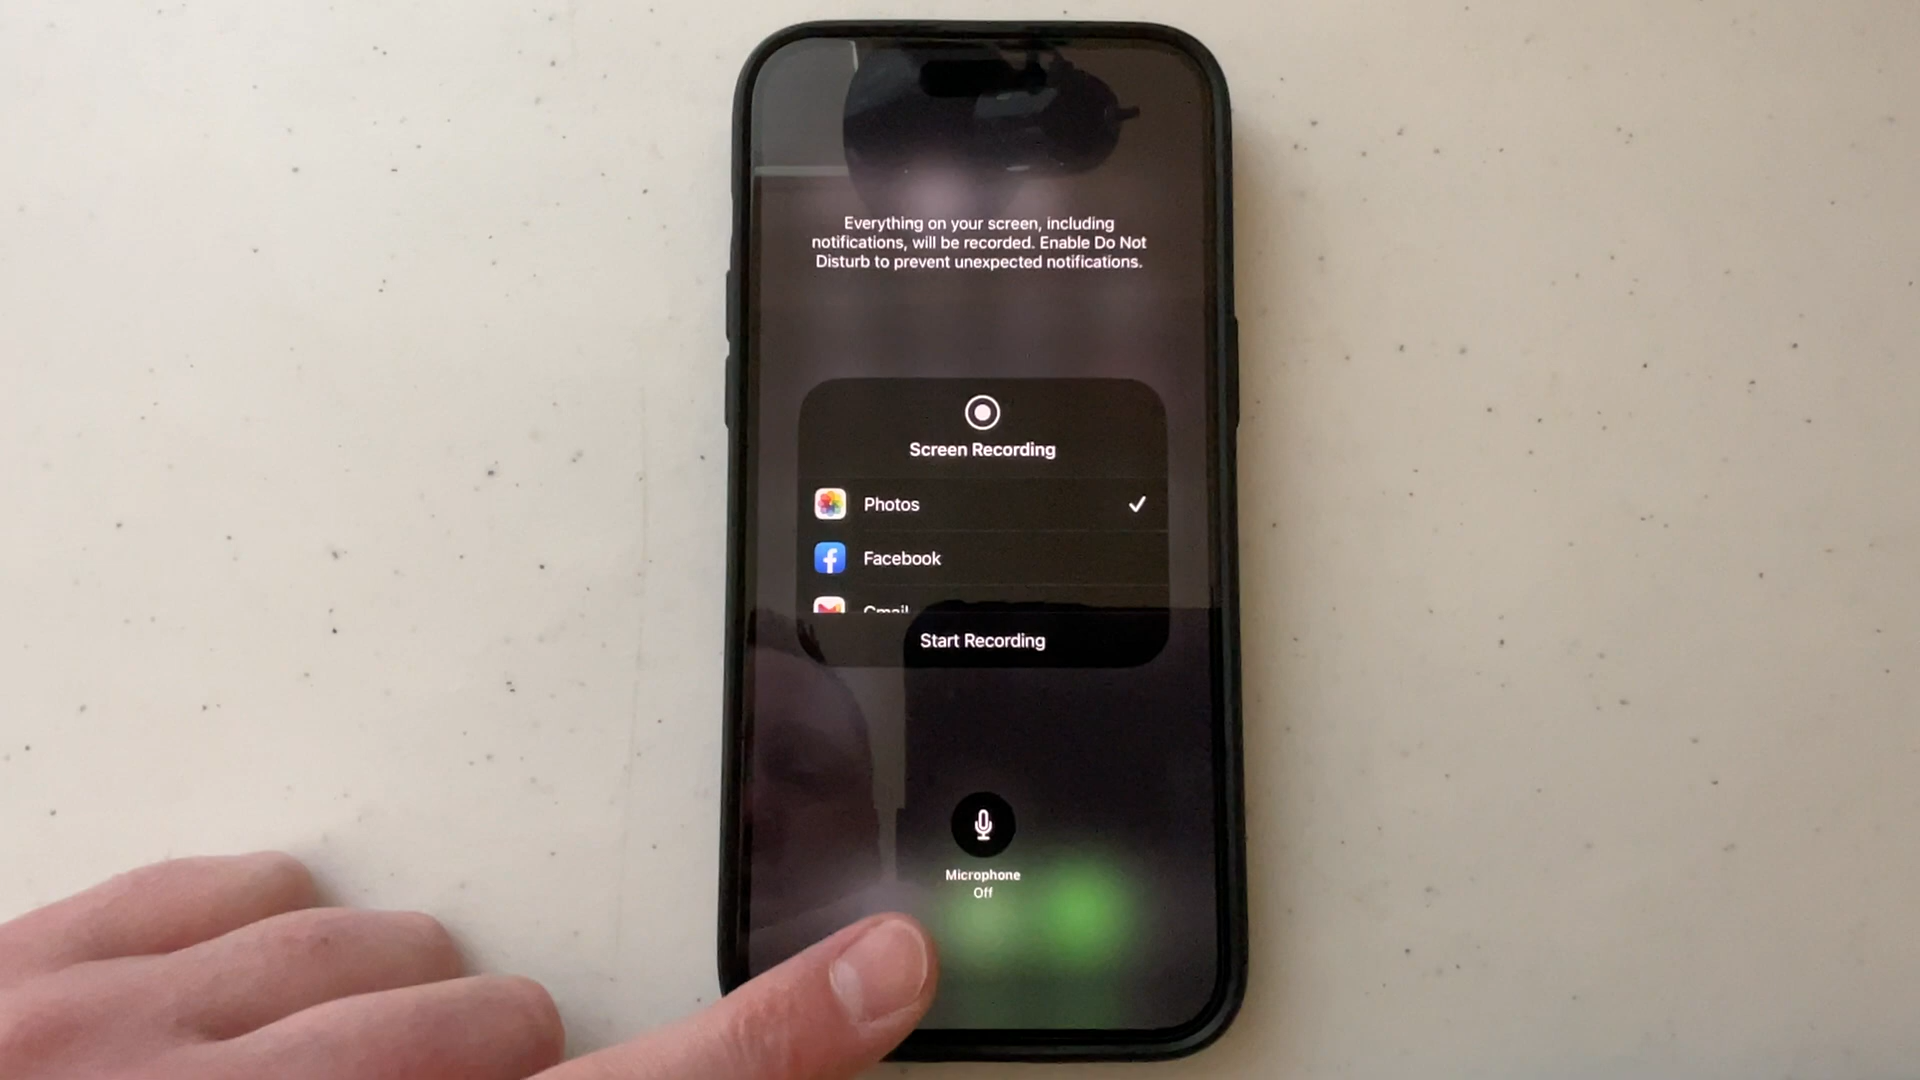 Everything on your screen, including
notifications, will be recorded. Enable Do Not
Disturb to prevent unexpected notifications.
Screen Recording
Photos
Facebook
Gmail
Start Recording
Microphone
Off